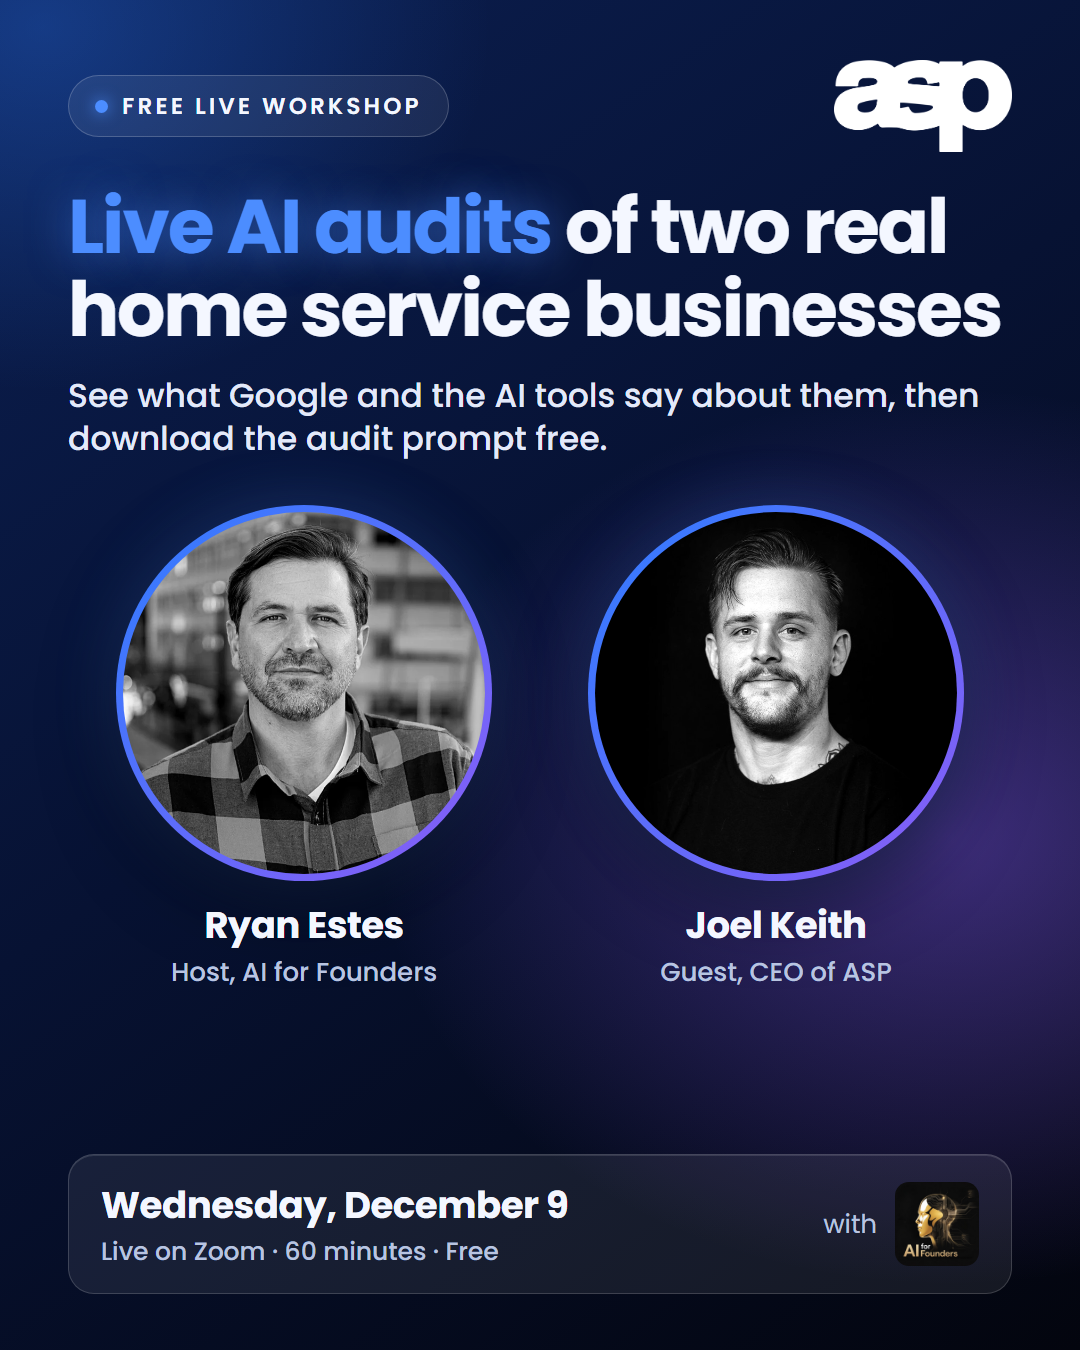 FREE LIVE WORKSHOP
asp
Live AI audits of two real
home service businesses
See what Google and the AI tools say about them, then
download the audit prompt free.
Ryan Estes
Host, AI for Founders
Joel Keith
Guest, CEO of ASP
Wednesday, December 9
Live on Zoom · 60 minutes · Free
with
AI for Founders